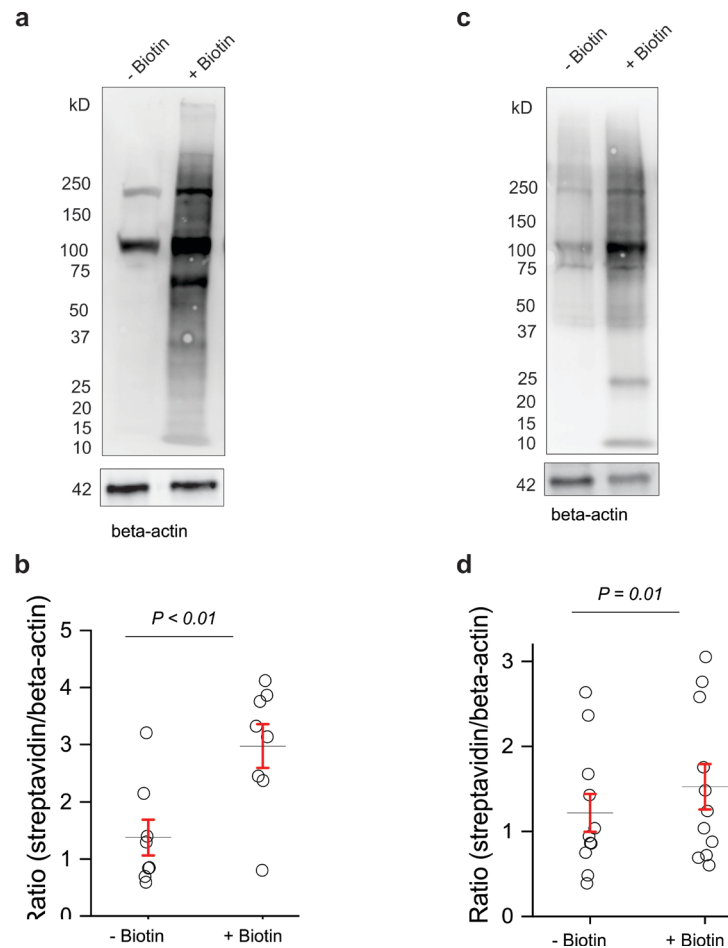 a
- Biotin
+ Biotin
kD
250
150
100
75
50
37
25
20
15
10
42
beta-actin
b
Ratio (streptavidin/beta-actin)
P < 0.01
5
4
3
2
1
0
- Biotin
+ Biotin
c
- Biotin
+ Biotin
kD
250
150
100
75
50
37
25
20
15
10
42
beta-actin
d
Ratio (streptavidin/beta-actin)
P = 0.01
3
2
1
0
- Biotin
+ Biotin